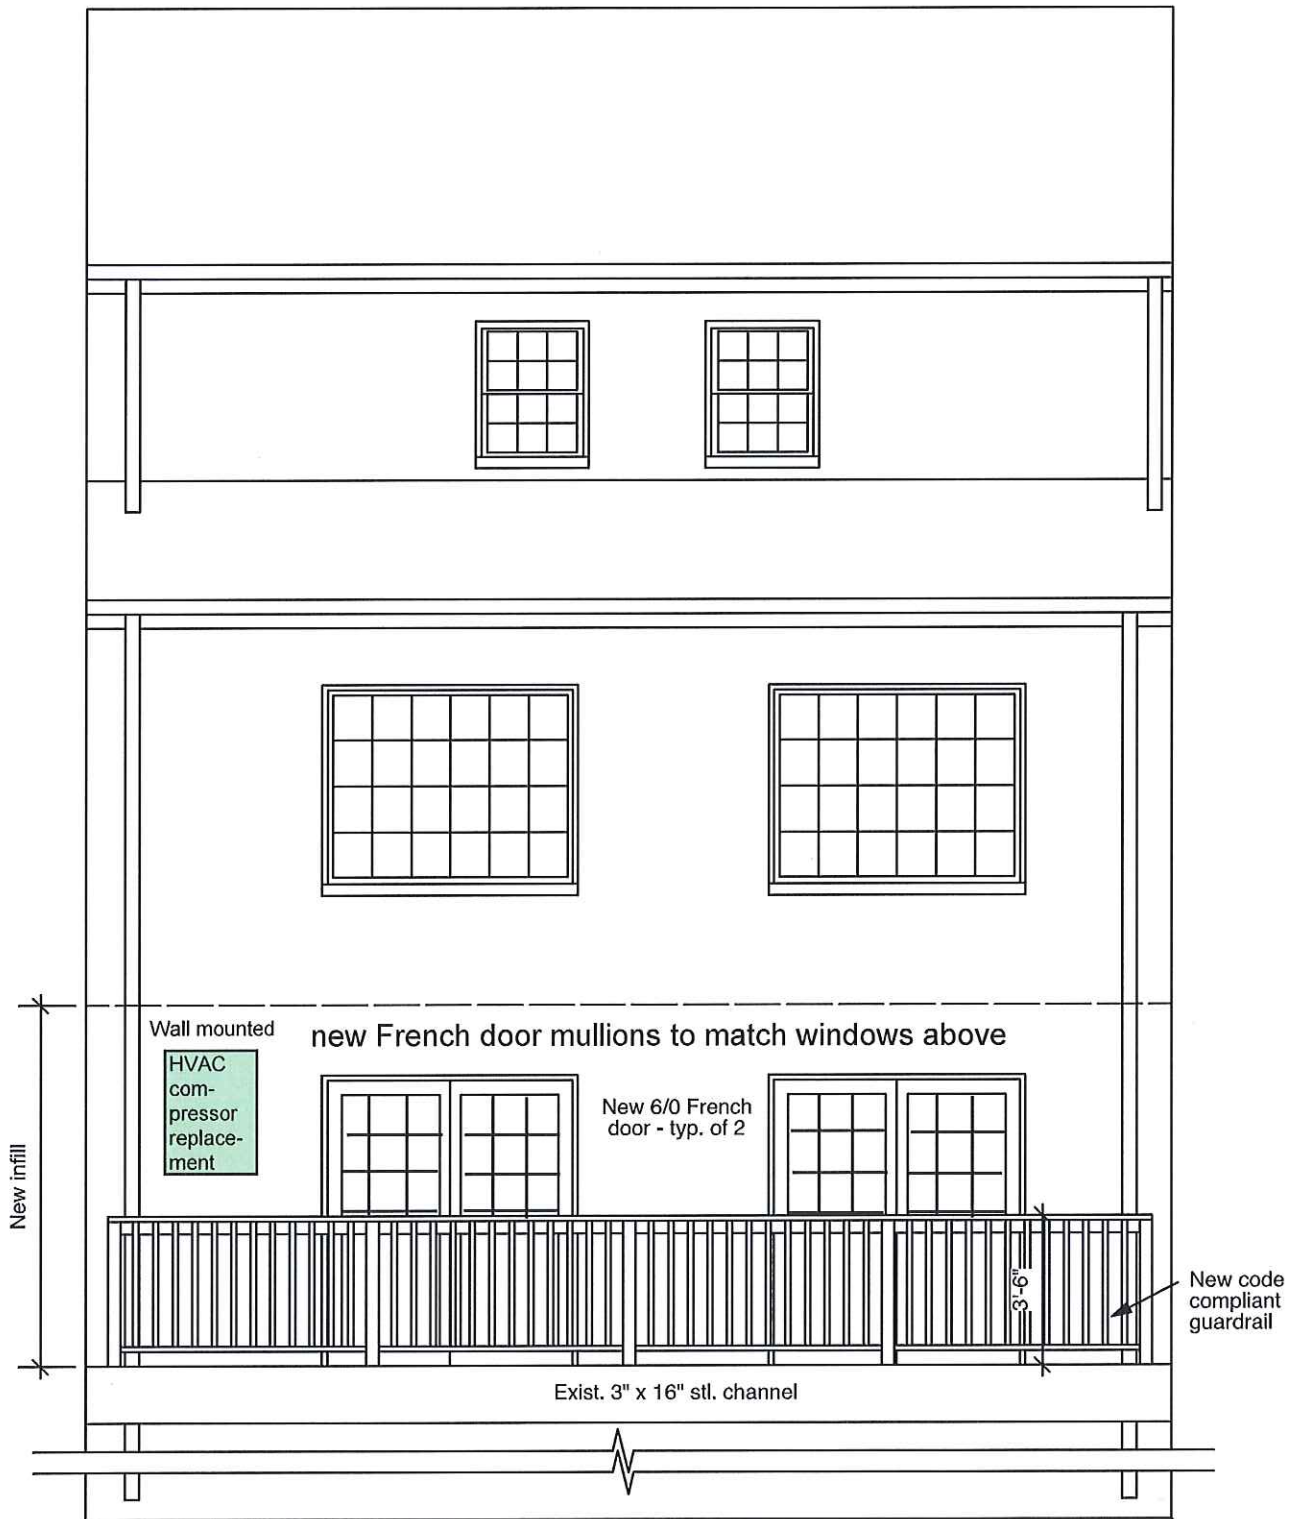 Wall mounted
new French door mullions to match windows above
HVAC
com-
pressor
replace-
ment
New 6/0 French
door - typ. of 2
New infill
3'-6"
New code
compliant
guardrail
Exist. 3" x 16" stl. channel